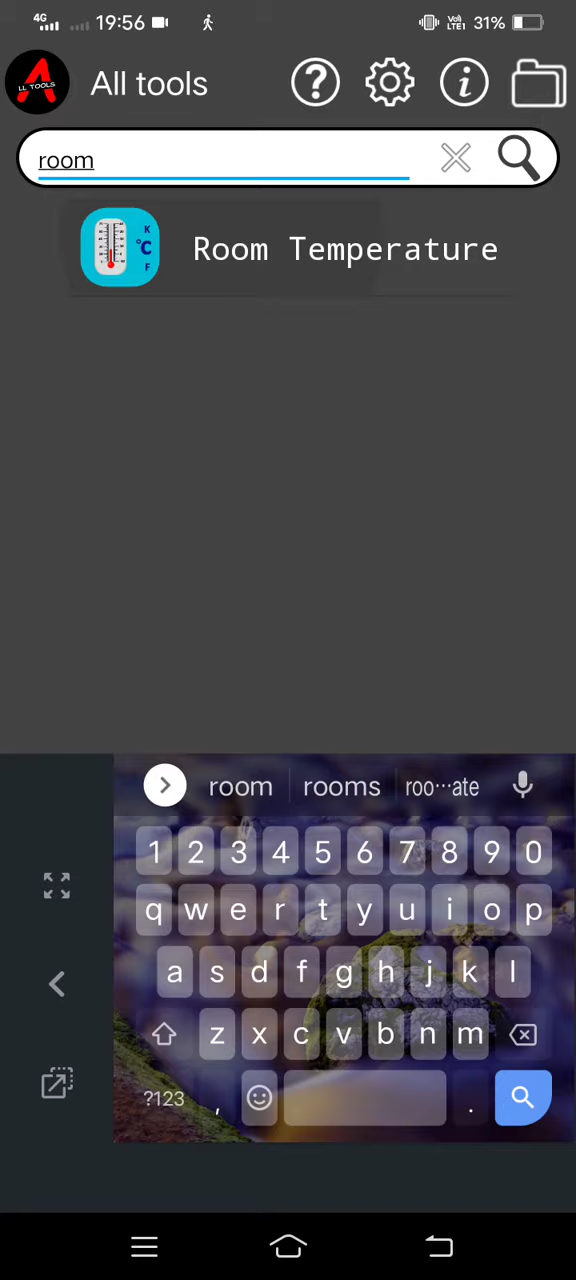 4G 19:56 Vo) LTE1 31%
A LL TOOLS All tools
room
K °C F Room Temperature
room rooms roo···ate
1 2 3 4 5 6 7 8 9 0
q w e r t y u i o p
a s d f g h j k l
z x c v b n m
?123 , .